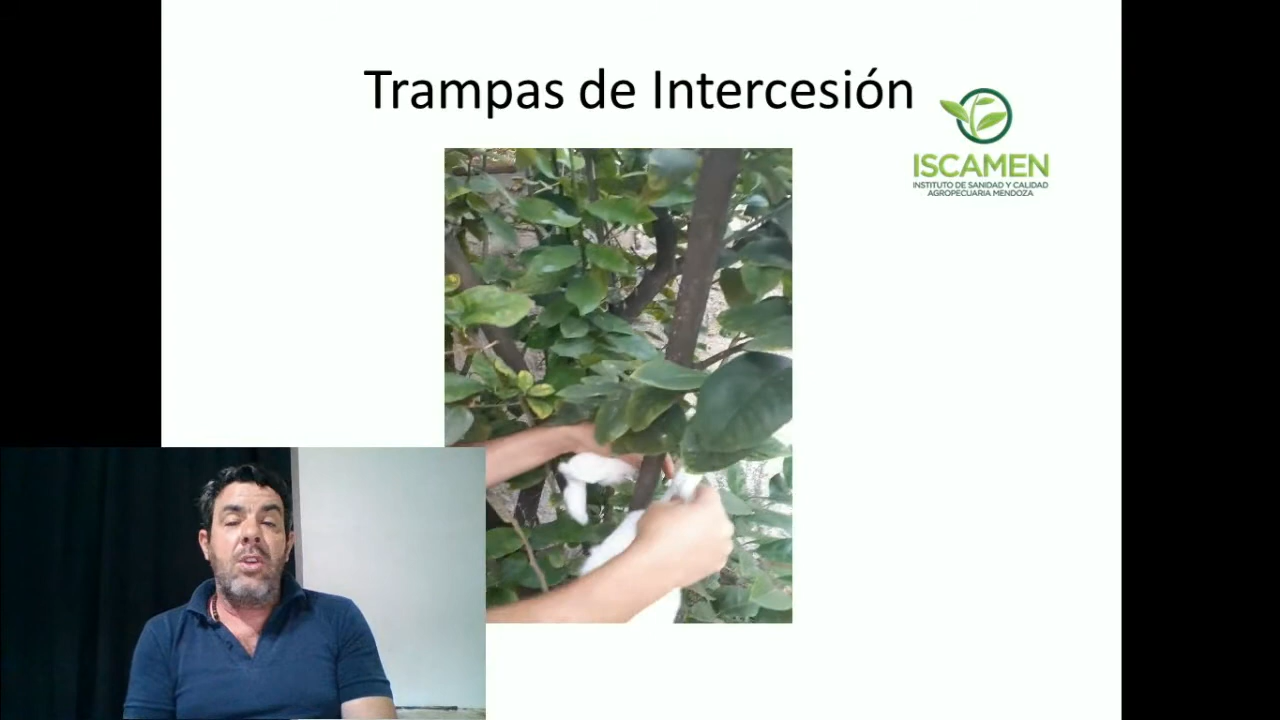 Trampas de Intercesión
ISCAMEN
INSTITUTO DE SANIDAD Y CALIDAD
AGROPECUARIA MENDOZA